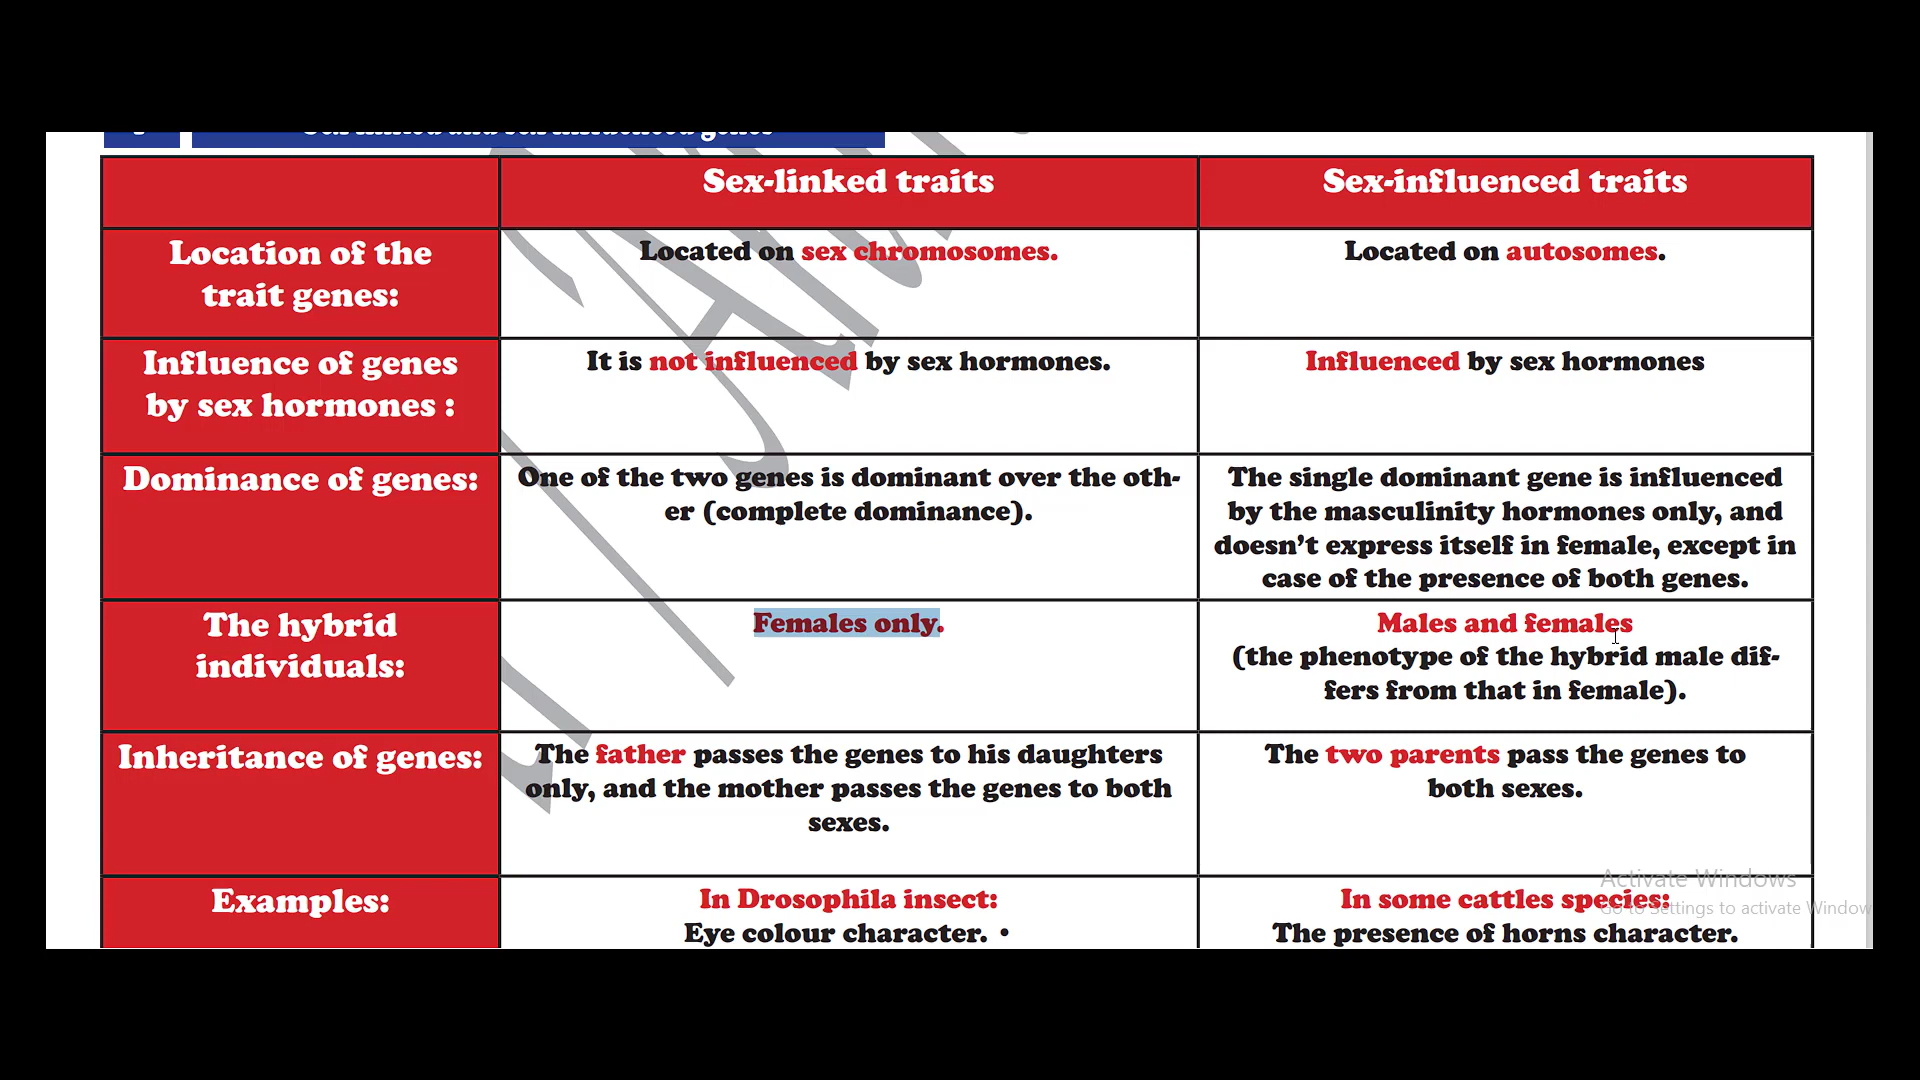 Sex-linked traits
Sex-influenced traits
Location of the
trait genes:
Located on sex chromosomes.
Located on autosomes.
Influence of genes
by sex hormones :
It is not influenced by sex hormones.
Influenced by sex hormones
Dominance of genes:
One of the two genes is dominant over the oth-
er (complete dominance).
The single dominant gene is influenced
by the masculinity hormones only, and
doesn't express itself in female, except in
case of the presence of both genes.
The hybrid
individuals:
Females only.
Males and females
(the phenotype of the hybrid male dif-
fers from that in female).
Inheritance of genes:
The father passes the genes to his daughters
only, and the mother passes the genes to both
sexes.
The two parents pass the genes to
both sexes.
Examples:
In Drosophila insect:
Eye colour character. •
In some cattles species:
The presence of horns character.
Activate Windows
Go to Settings to activate Window